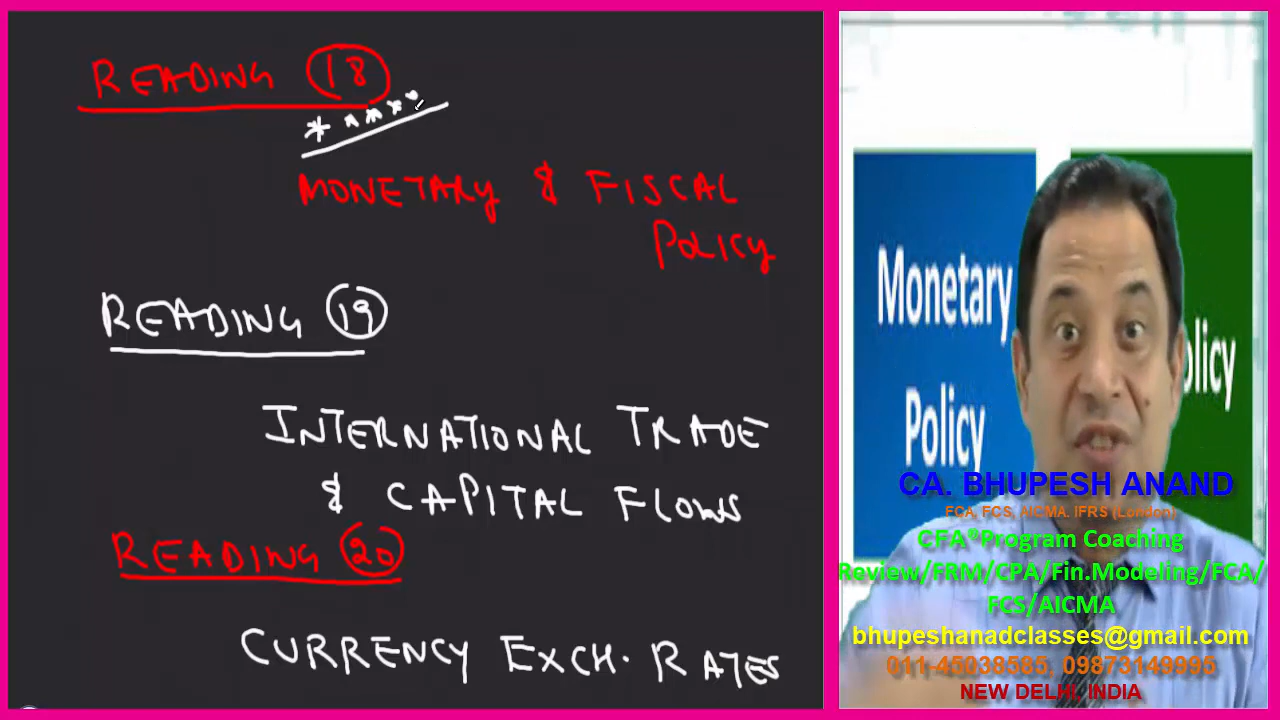 READING 18
* * * * *
MONETARY & FISCAL
POLICY
READING 19
INTERNATIONAL TRADE
& CAPITAL FLOWS
READING 20
CURRENCY EXCH. RATES
Monetary
Policy
olicy
CA. BHUPESH ANAND
FCA, FCS, AICMA. IFRS (London)
CFA®Program Coaching
Review/FRM/CPA/Fin.Modeling/FCA/
FCS/AICMA
bhupeshanadclasses@gmail.com
011-45038585, 09873149995
NEW DELHI, INDIA